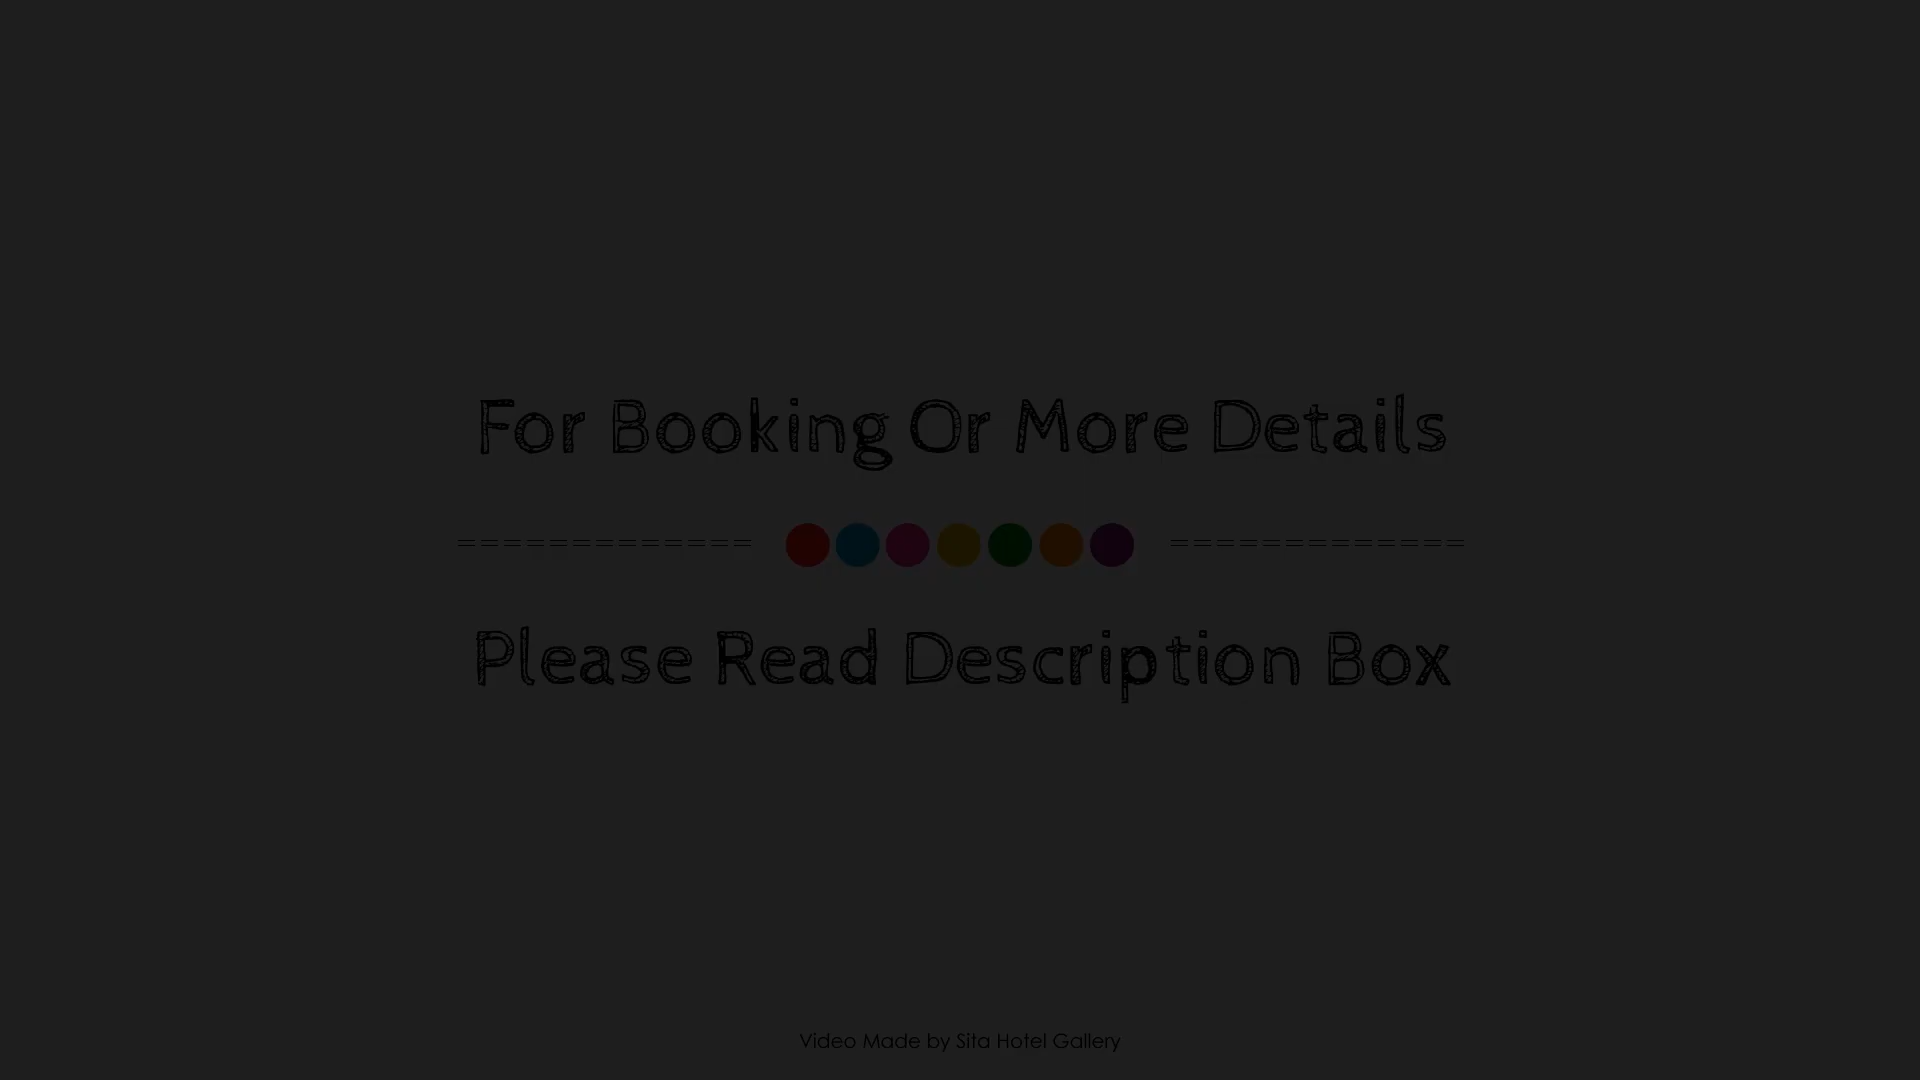 For Booking Or More Details
============= =============
Please Read Description Box
Video Made by Sita Hotel Gallery